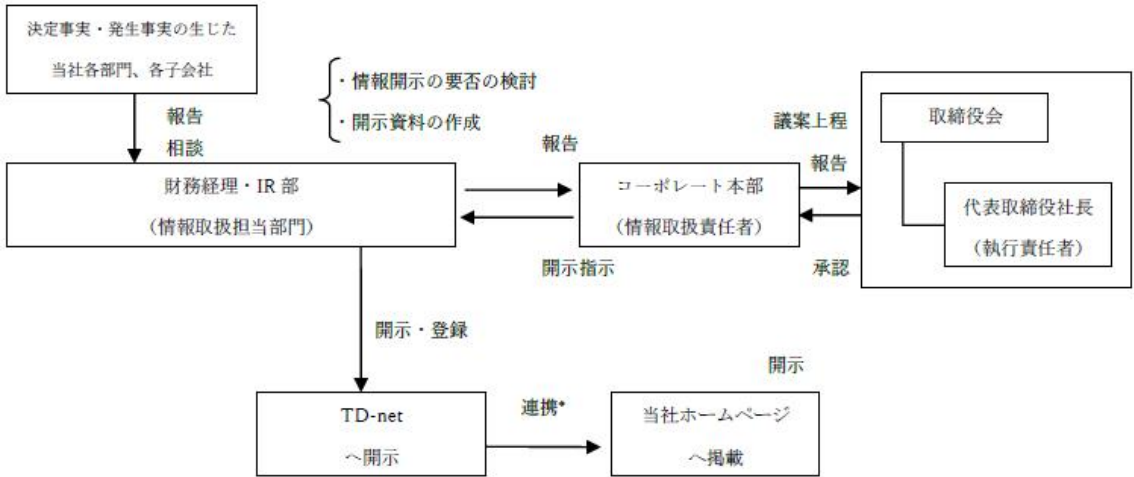 決定事実・発生事実の生じた
当社各部門、各子会社
報告
相談
・情報開示の要否の検討
・開示資料の作成
財務経理・IR 部
（情報取扱担当部門）
報告
開示指示
コーポレート本部
（情報取扱責任者）
議案上程
報告
承認
取締役会
代表取締役社長
（執行責任者）
開示・登録
TD-net
へ開示
連携*
開示
当社ホームページ
へ掲載